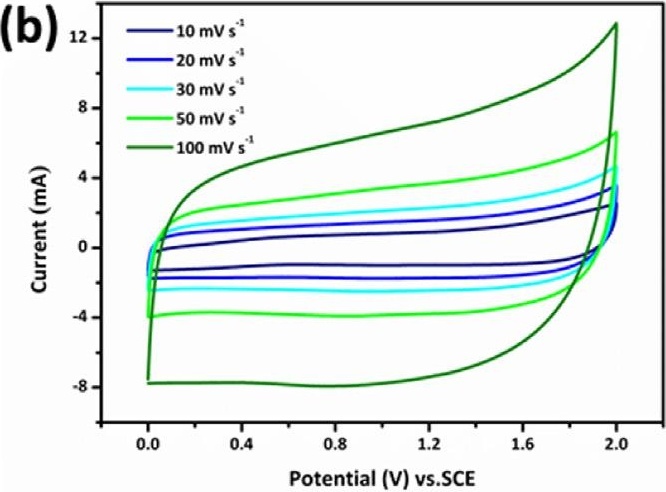 (b)
10 mV s⁻¹
20 mV s⁻¹
30 mV s⁻¹
50 mV s⁻¹
100 mV s⁻¹
12
8
4
0
-4
-8
Current (mA)
0.0 0.4 0.8 1.2 1.6 2.0
Potential (V) vs.SCE